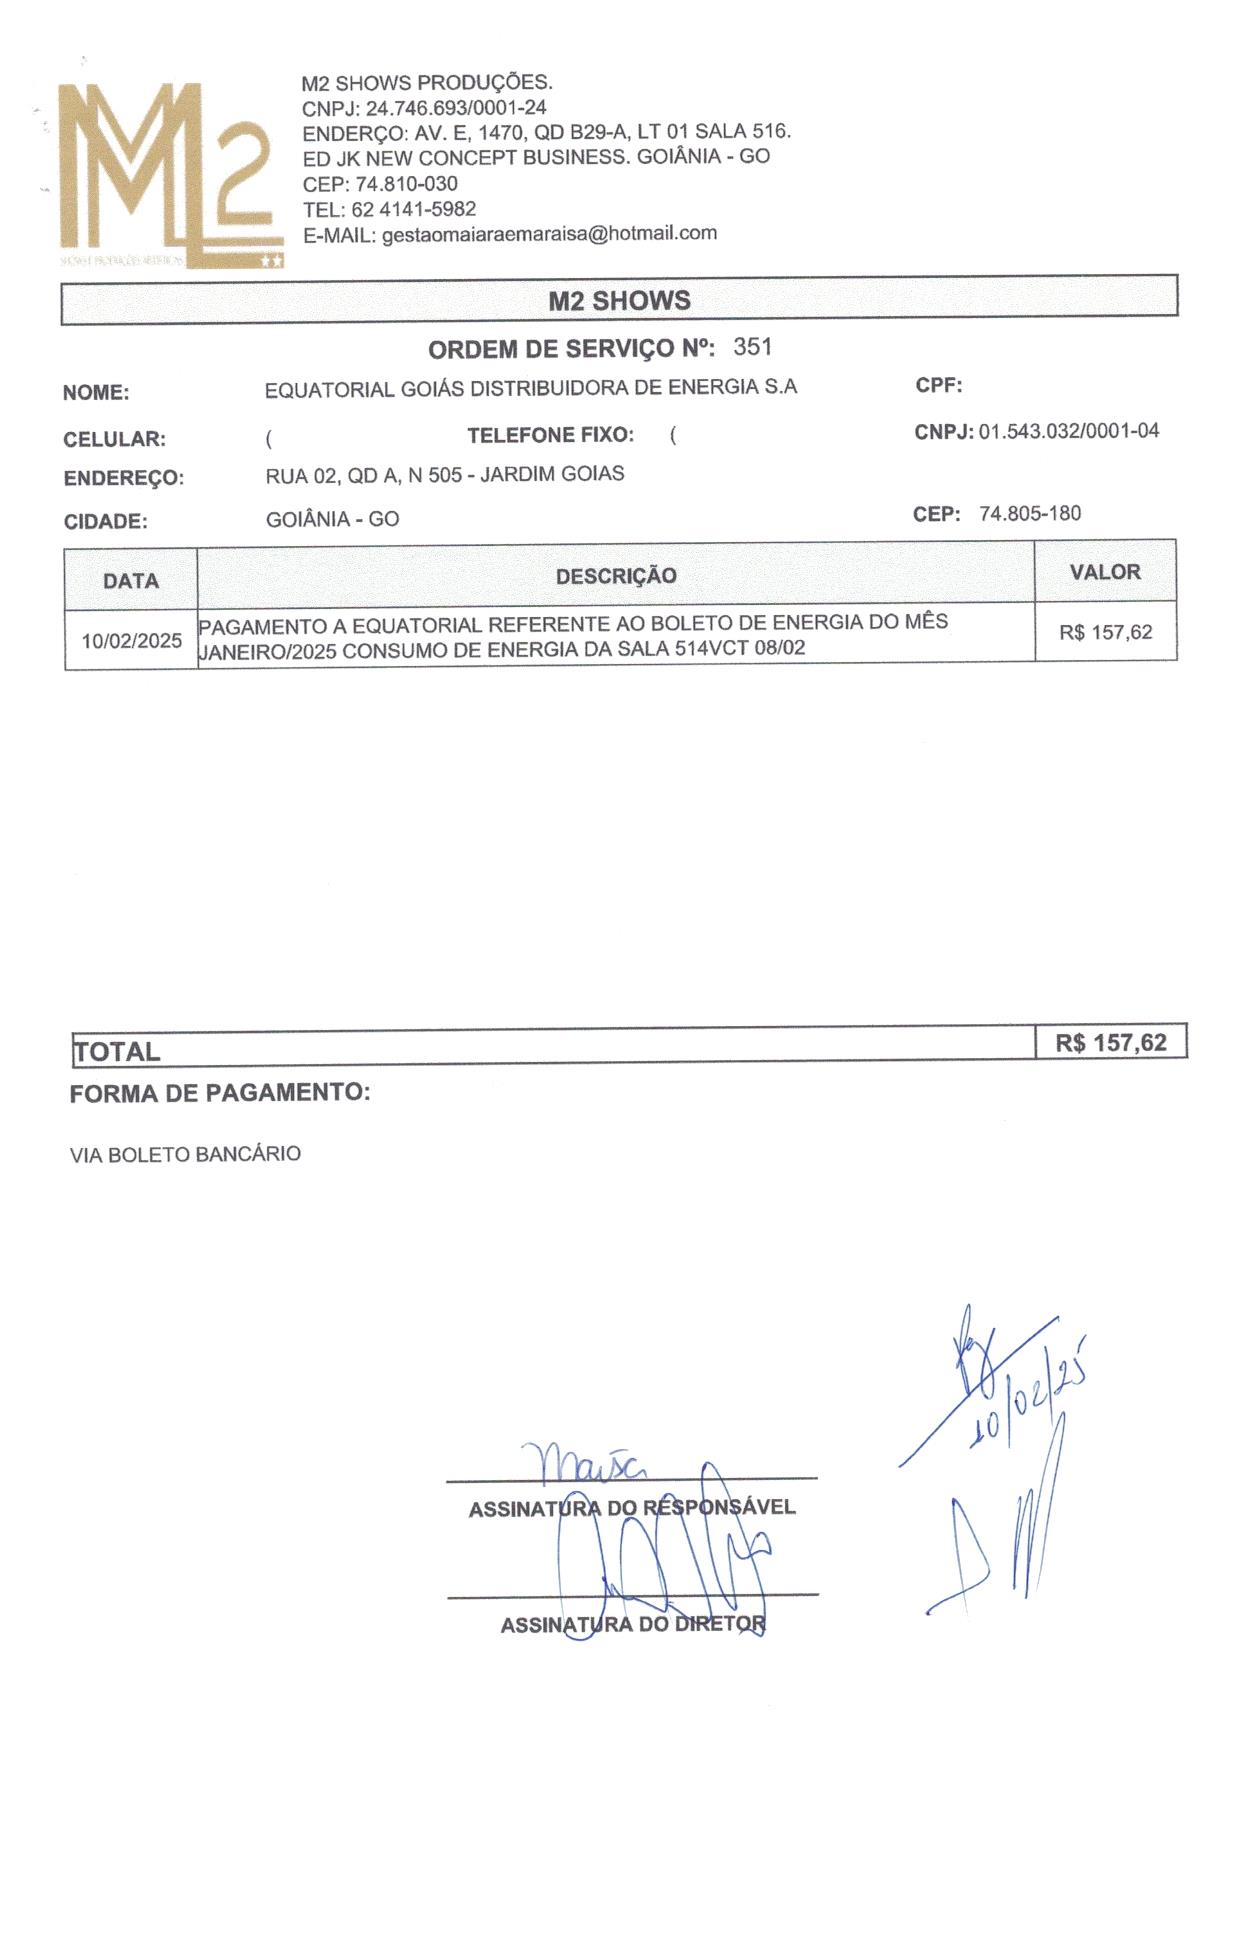 M2 SHOWS PRODUÇÕES.
CNPJ: 24.746.693/0001-24
ENDERÇO: AV. E, 1470, QD B29-A, LT 01 SALA 516.
ED JK NEW CONCEPT BUSINESS. GOIÂNIA - GO
CEP: 74.810-030
TEL: 62 4141-5982
E-MAIL: gestaomaiaraemaraisa@hotmail.com
M2
M2 SHOWS
ORDEM DE SERVIÇO Nº: 351
NOME: EQUATORIAL GOIÁS DISTRIBUIDORA DE ENERGIA S.A CPF:
CELULAR: ( TELEFONE FIXO: ( CNPJ: 01.543.032/0001-04
ENDEREÇO: RUA 02, QD A, N 505 - JARDIM GOIAS
CIDADE: GOIÂNIA - GO CEP: 74.805-180
DATA DESCRIÇÃO VALOR
10/02/2025 PAGAMENTO A EQUATORIAL REFERENTE AO BOLETO DE ENERGIA DO MÊS R$ 157,62
JANEIRO/2025 CONSUMO DE ENERGIA DA SALA 514VCT 08/02
TOTAL R$ 157,62
FORMA DE PAGAMENTO:
VIA BOLETO BANCÁRIO
10/02/25
ASSINATURA DO RESPONSÁVEL
ASSINATURA DO DIRETOR